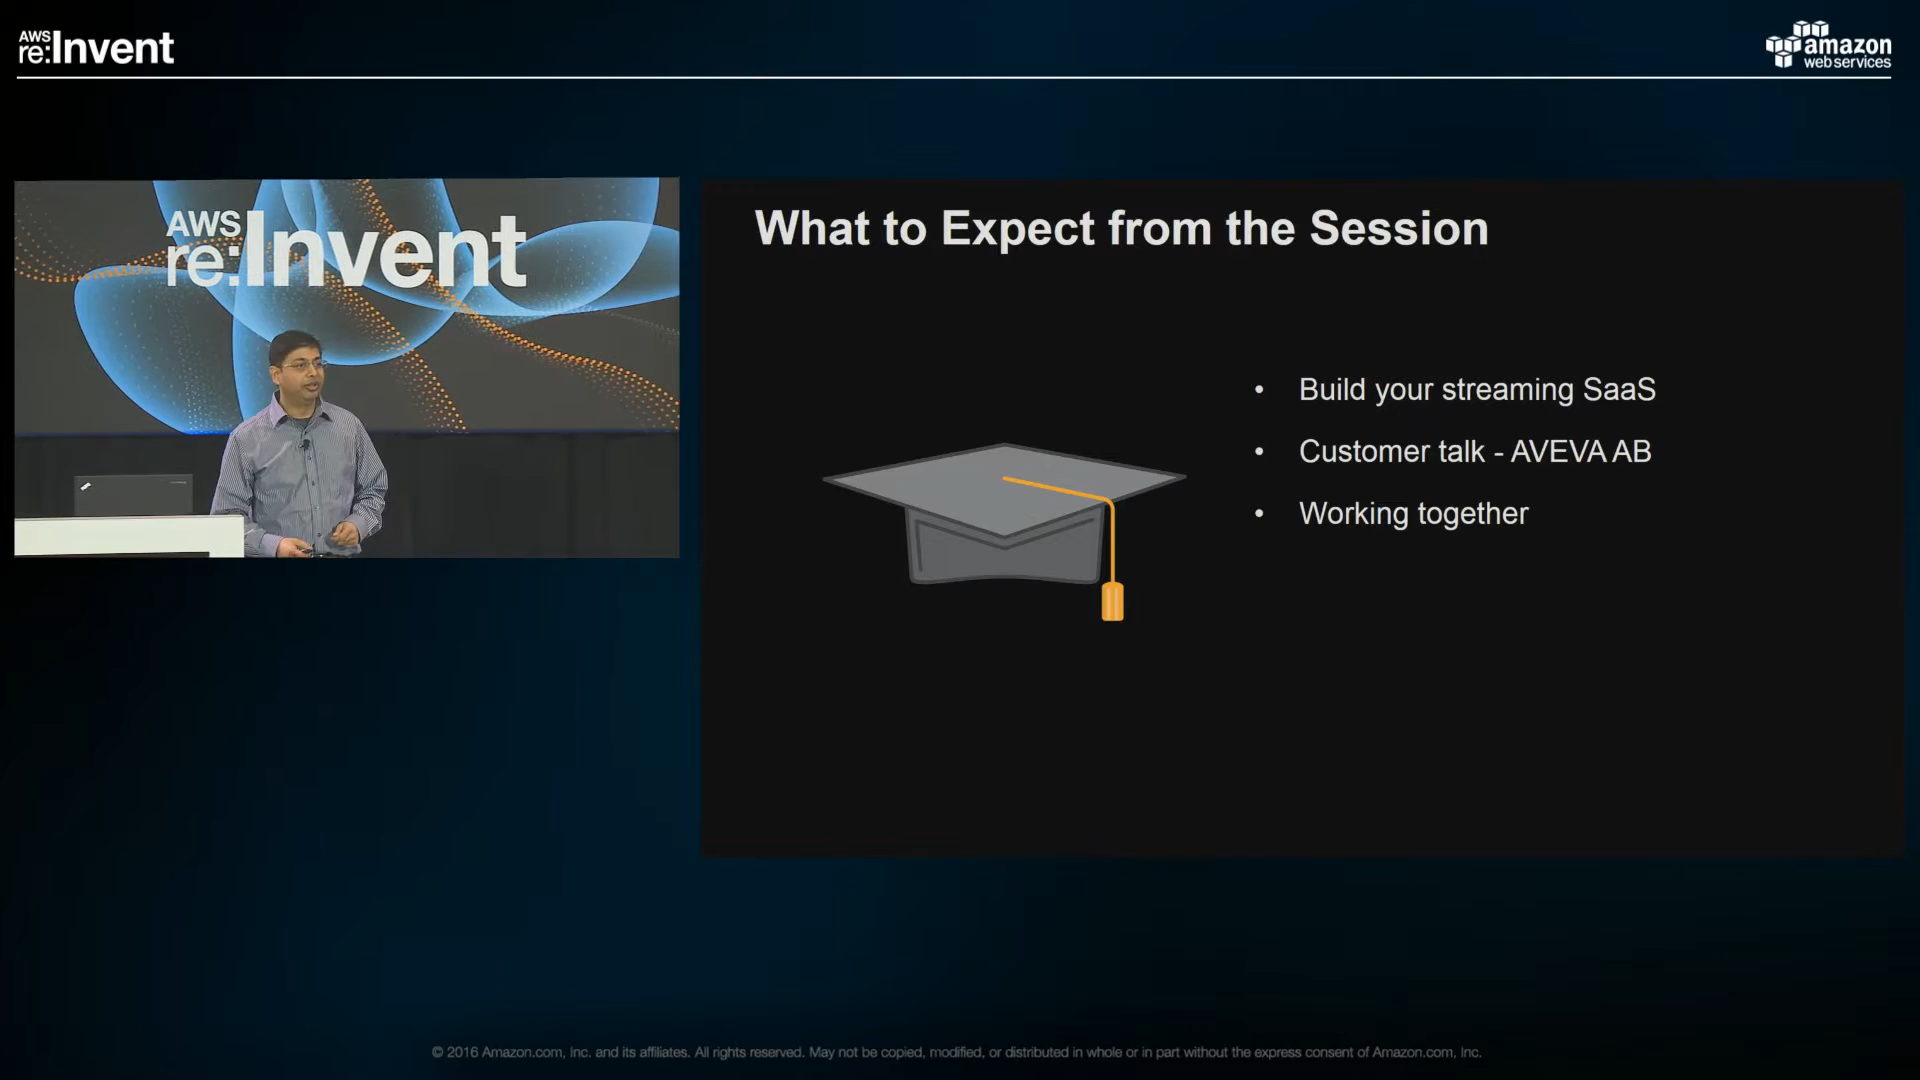 AWS
re:Invent
amazon
web services
AWS
re:Invent
What to Expect from the Session
• Build your streaming SaaS
• Customer talk - AVEVA AB
• Working together
© 2016 Amazon.com, Inc. and its affiliates. All rights reserved. May not be copied, modified, or distributed in whole or in part without the express consent of Amazon.com, Inc.